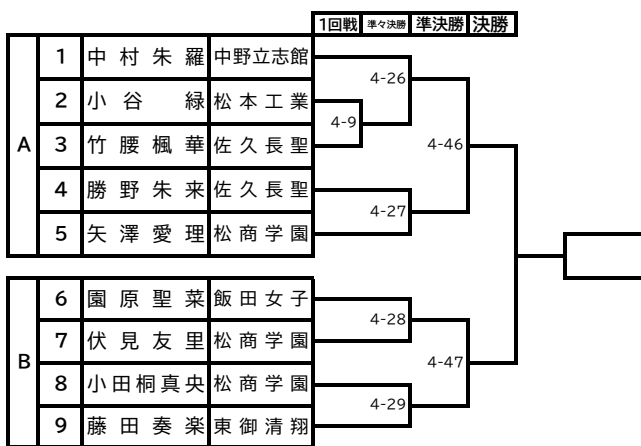 1回戦 準々決勝 準決勝 決勝
A
1 中村朱羅 中野立志館
2 小谷緑 松本工業
3 竹腰楓華 佐久長聖
4 勝野朱来 佐久長聖
5 矢澤愛理 松商学園
4-26
4-9
4-46
4-27
B
6 園原聖菜 飯田女子
7 伏見友里 松商学園
8 小田桐真央 松商学園
9 藤田奏楽 東御清翔
4-28
4-47
4-29